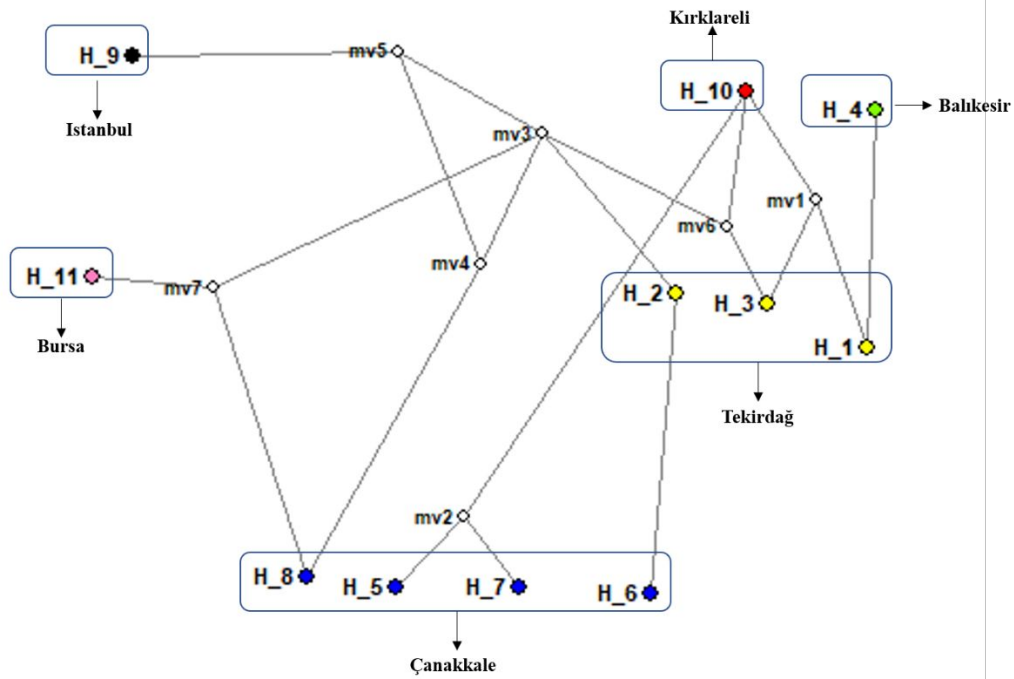 Kırklareli
H_9
mv5
H_10
H_4
Balıkesir
Istanbul
mv3
mv1
mv6
H_11
mv7
mv4
H_2
H_3
H_1
Bursa
Tekirdağ
mv2
H_8
H_5
H_7
H_6
Çanakkale